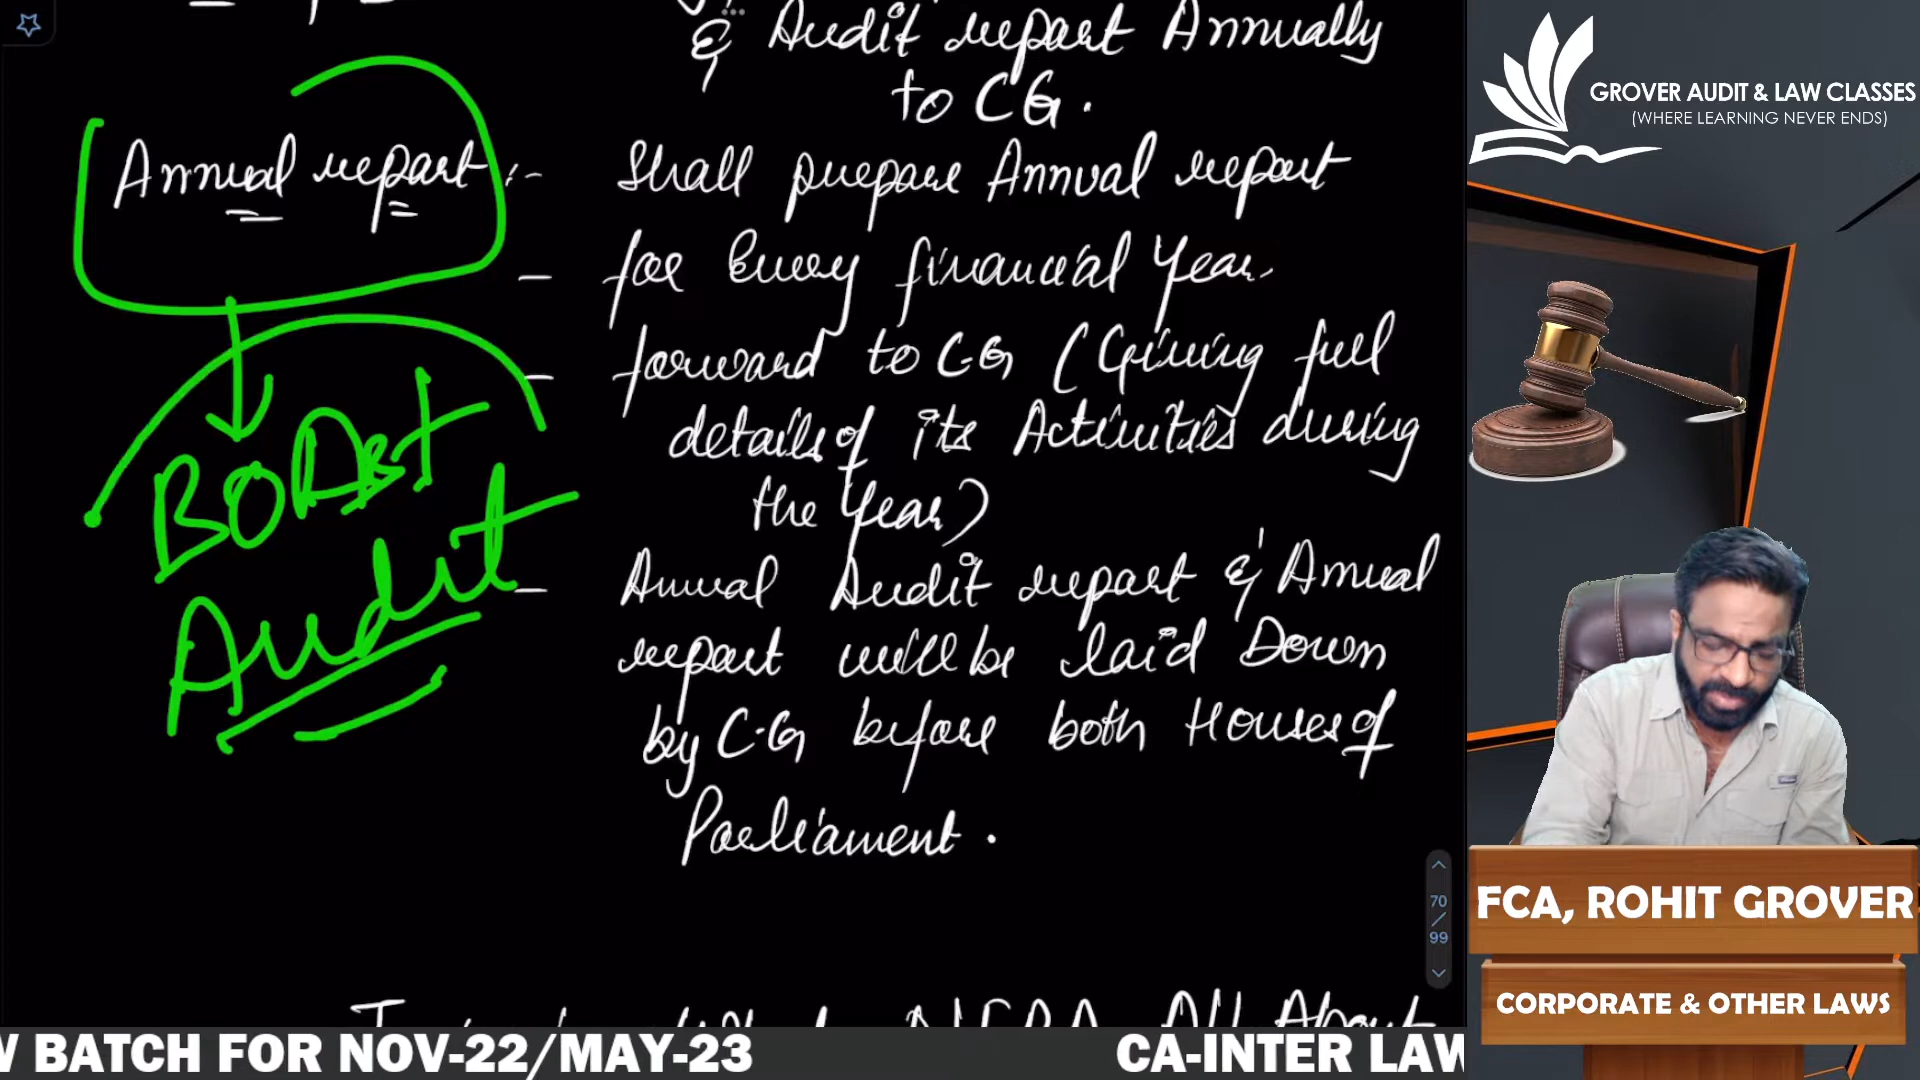 & Audit report Annually
to CG.
Annual report :- Shall prepare Annual report
- for Every financial Year.
- forward to C.G (Giving full
details of its Activities during
the Year)
- Annual Audit report & Annual
report will be laid Down
by C.G before both Houses of
Parliament.
Audit
NFRA All About
70
99
GROVER AUDIT & LAW CLASSES
(WHERE LEARNING NEVER ENDS)
FCA, ROHIT GROVER
CORPORATE & OTHER LAWS
BATCH FOR NOV-22/MAY-23 CA-INTER LAW